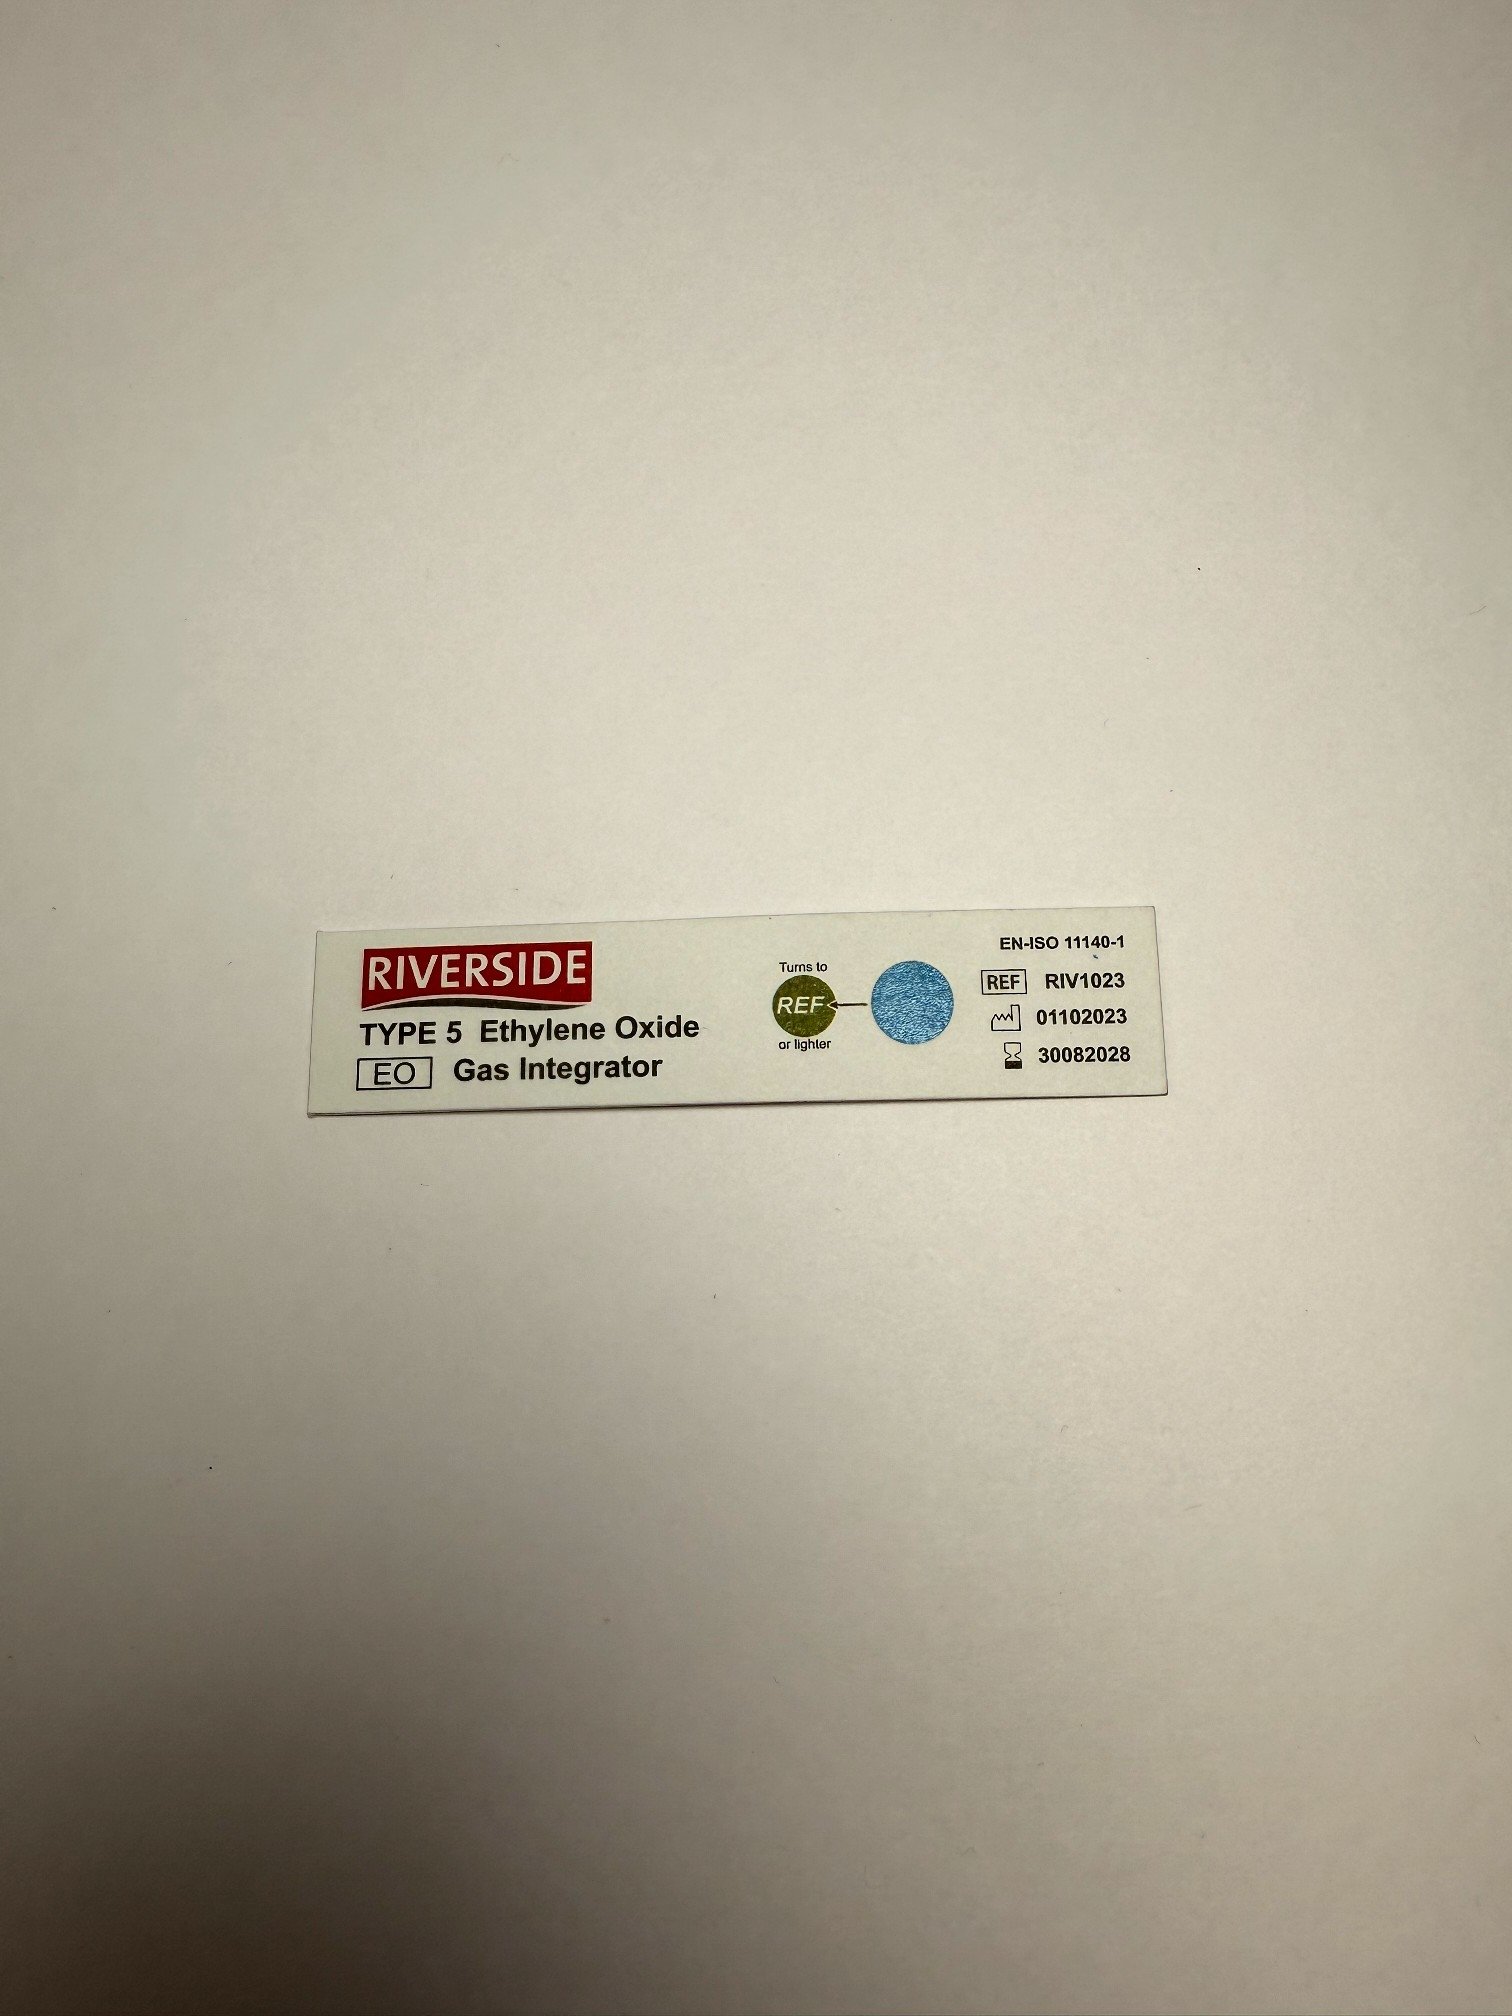 RIVERSIDE
TYPE 5 Ethylene Oxide
EO Gas Integrator
Turns to
REF
or lighter
EN-ISO 11140-1
REF RIV1023
01102023
30082028